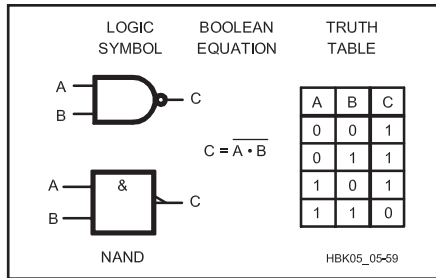 LOGIC SYMBOL
BOOLEAN EQUATION
TRUTH TABLE
A
B
C
C = A • B
A
B
&
C
NAND
A B C
0 0 1
0 1 1
1 0 1
1 1 0
HBK05_05-59